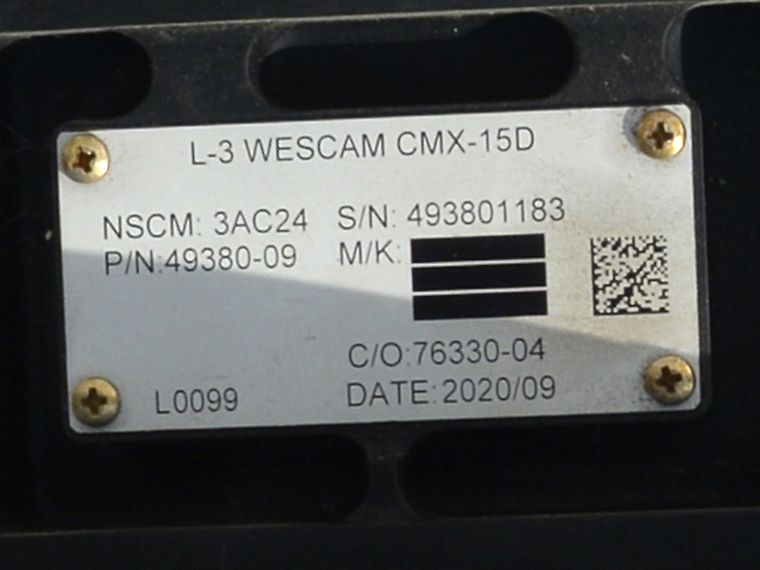 L-3 WESCAM CMX-15D
NSCM: 3AC24 S/N: 493801183
P/N:49380-09 M/K:
C/O:76330-04
L0099 DATE:2020/09